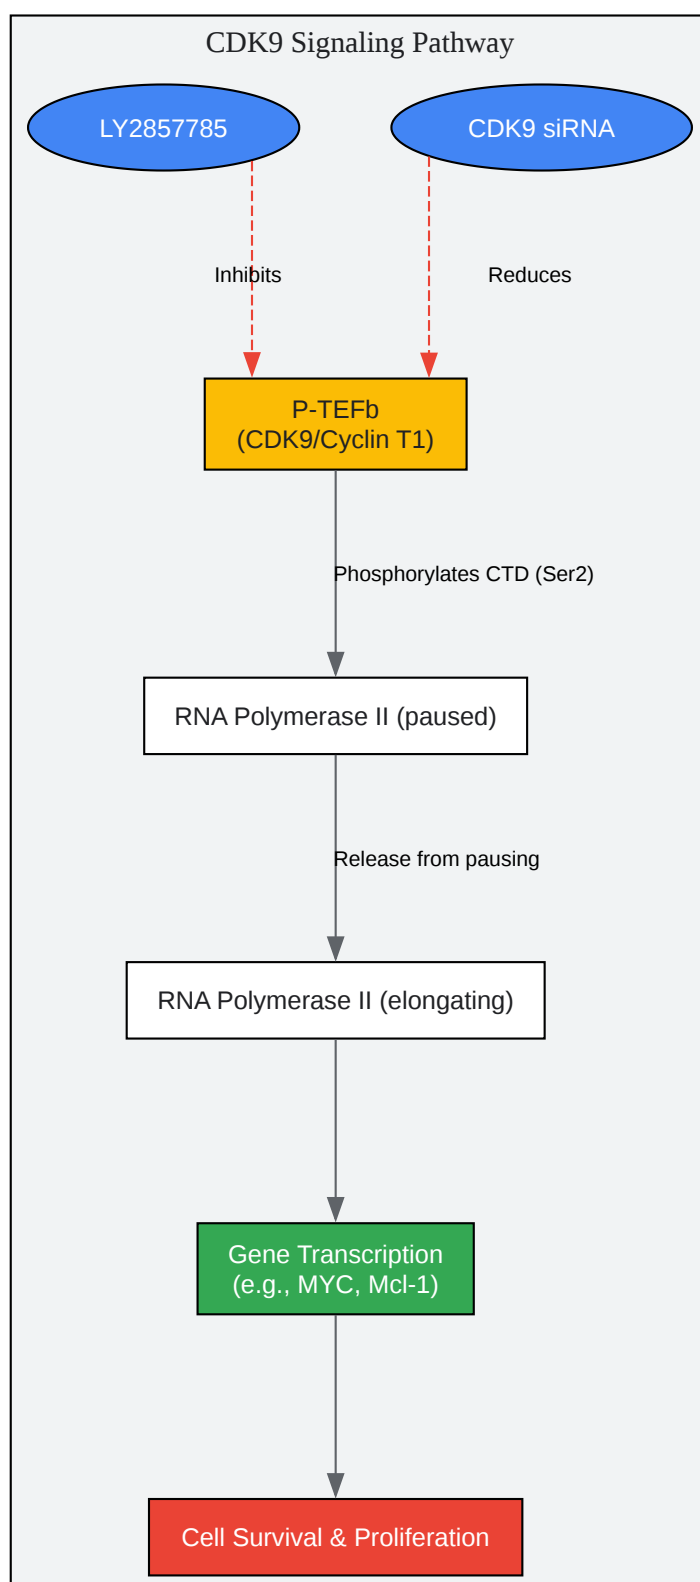 CDK9 Signaling Pathway
LY2857785
CDK9 siRNA
Inhibits
Reduces
P-TEFb
(CDK9/Cyclin T1)
Phosphorylates CTD (Ser2)
RNA Polymerase II (paused)
Release from pausing
RNA Polymerase II (elongating)
Gene Transcription
(e.g., MYC, Mcl-1)
Cell Survival & Proliferation